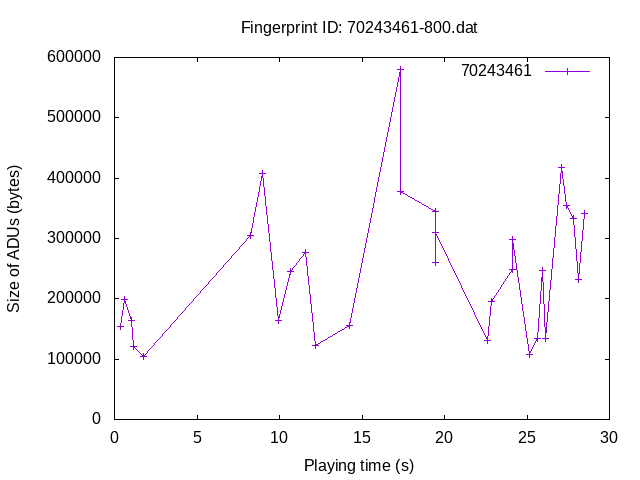 Fingerprint ID: 70243461-800.dat
70243461
600000
500000
400000
300000
200000
100000
0
Size of ADUs (bytes)
0 5 10 15 20 25 30
Playing time (s)